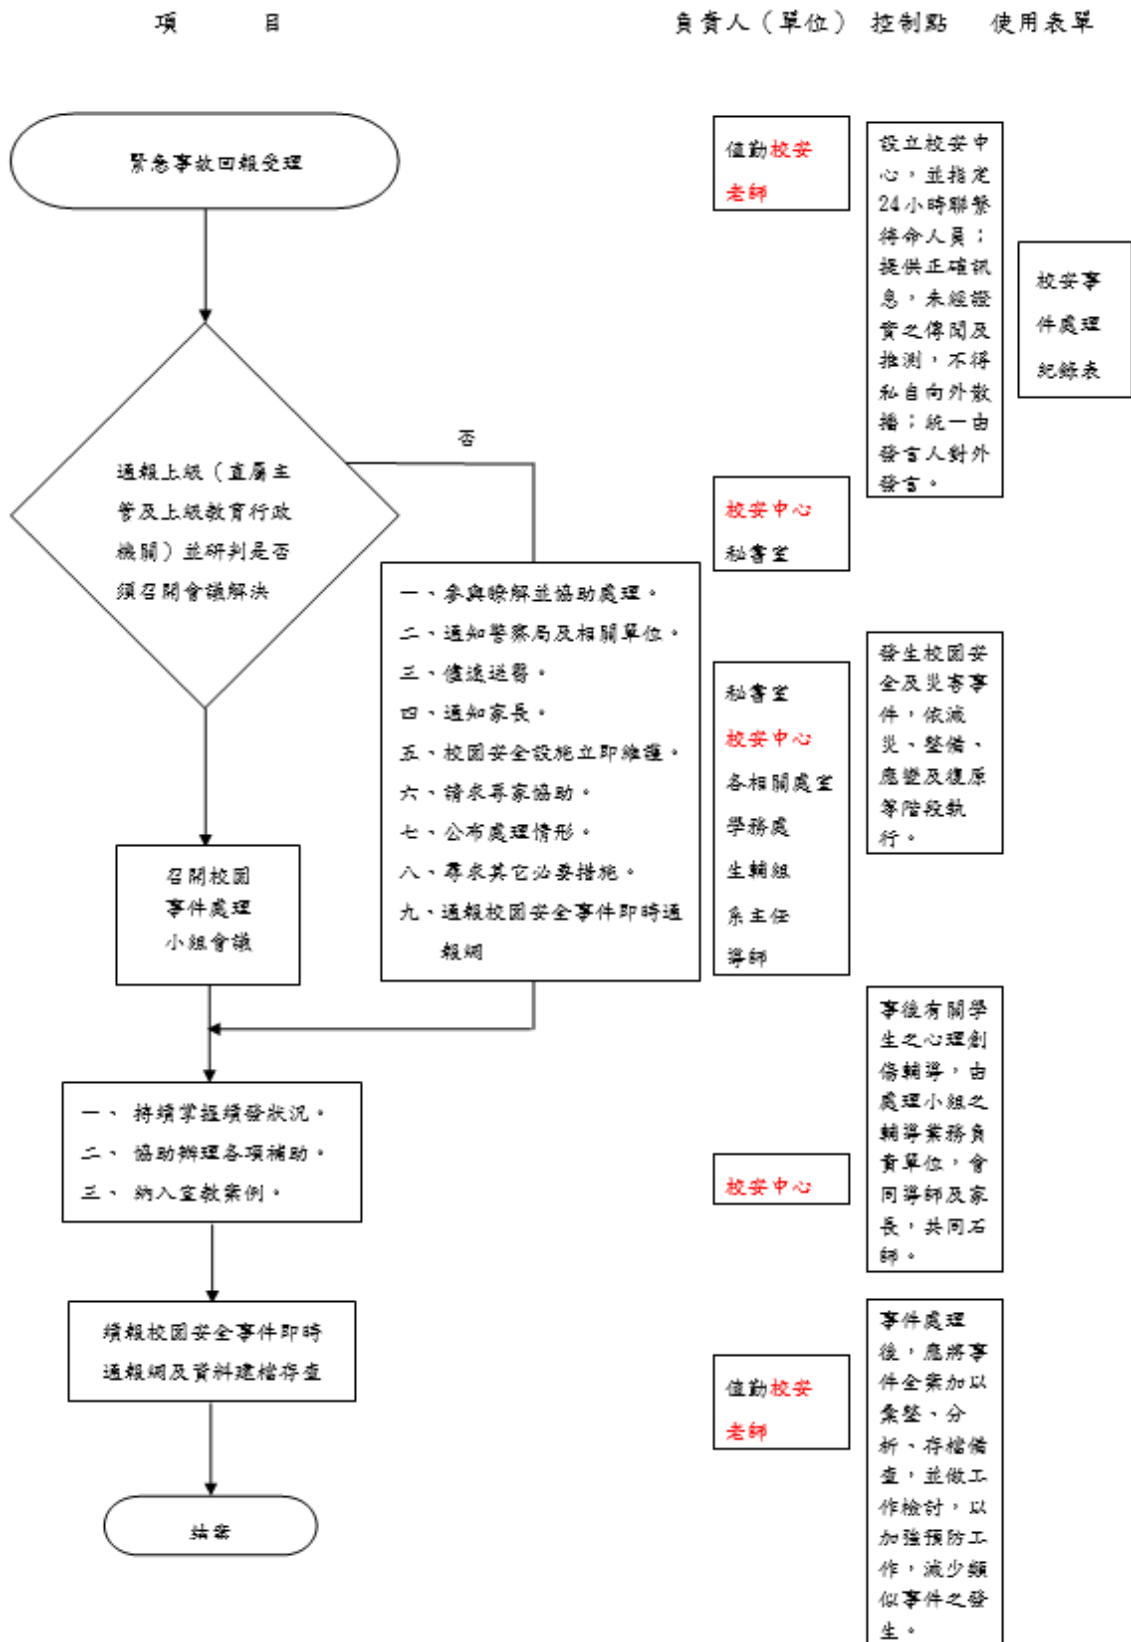 項　　目
負責人（單位） 控制點 使用表單
緊急事故回報受理
通報上級（直屬主
管及上級教育行政
機關）並研判是否
須召開會議解決
否
一、參與瞭解並協助處理。
二、通知警察局及相關單位。
三、儘速送醫。
四、通知家長。
五、校園安全設施立即維護。
六、請求專家協助。
七、公布處理情形。
八、尋求其它必要措施。
九、通報校園安全事件即時通
報網
召開校園
事件處理
小組會議
一、 持續掌握續發狀況。
二、 協助辦理各項補助。
三、 納入宣教案例。
續報校園安全事件即時
通報網及資料建檔存查
結案
值勤校安
老師
校安中心
秘書室
秘書室
校安中心
各相關處室
學務處
生輔組
系主任
導師
校安中心
值勤校安
老師
設立校安中
心，並指定
24小時聯繫
待命人員；
提供正確訊
息，未經證
實之傳聞及
推測，不得
私自向外散
播；統一由
發言人對外
發言。
發生校園安
全及災害事
件，依減
災、整備、
應變及復原
等階段執
行。
事後有關學
生之心理創
傷輔導，由
處理小組之
輔導業務負
責單位，會
同導師及家
長，共同石
師。
事件處理
後，應將事
件全案加以
彙整、分
析、存檔備
查，並做工
作檢討，以
加強預防工
作，減少類
似事件之發
生。
校安事
件處理
紀錄表